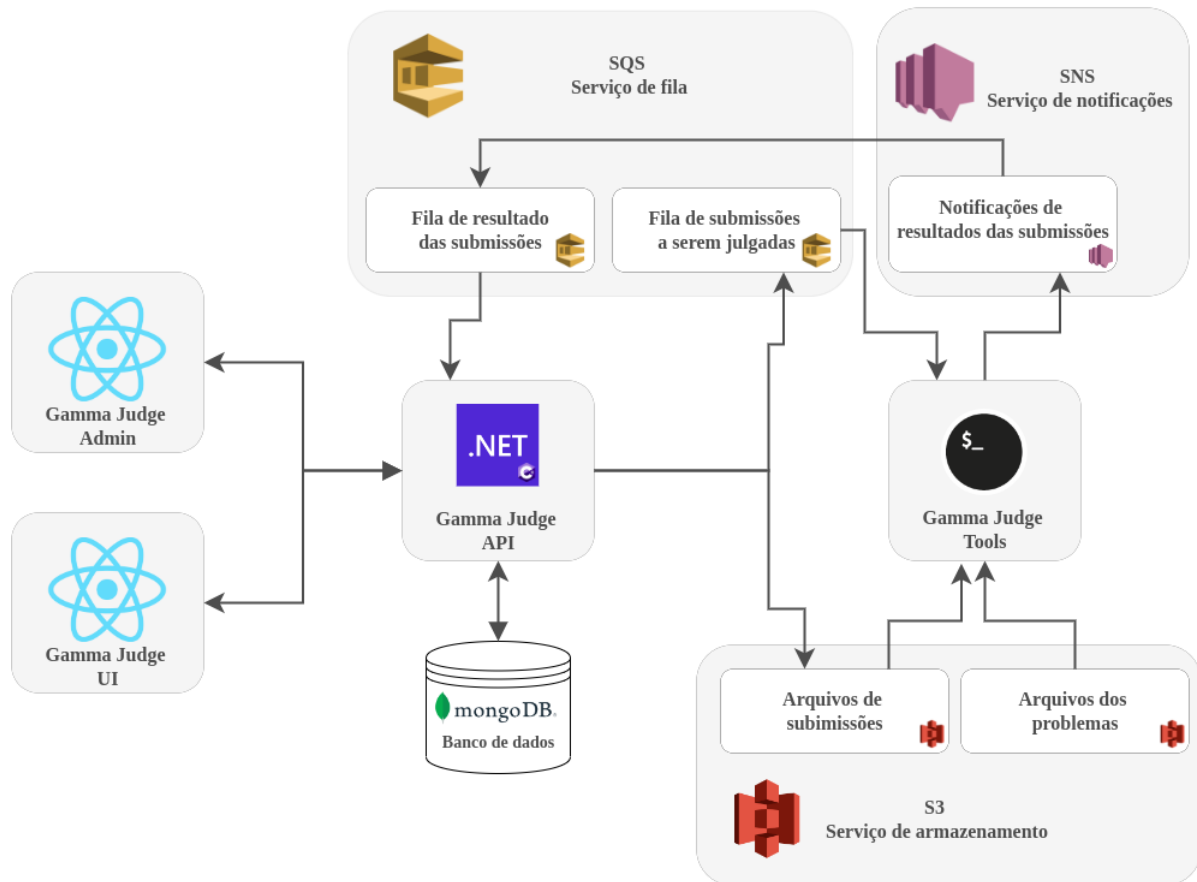 SQS
Serviço de fila
SNS
Serviço de notificações
Fila de resultado
das submissões
Fila de submissões
a serem julgadas
Notificações de
resultados das submissões
Gamma Judge
Admin
.NET
C#
Gamma Judge
API
$_
Gamma Judge
Tools
Gamma Judge
UI
mongoDB.
Banco de dados
Arquivos de
subimissões
Arquivos dos
problemas
S3
Serviço de armazenamento